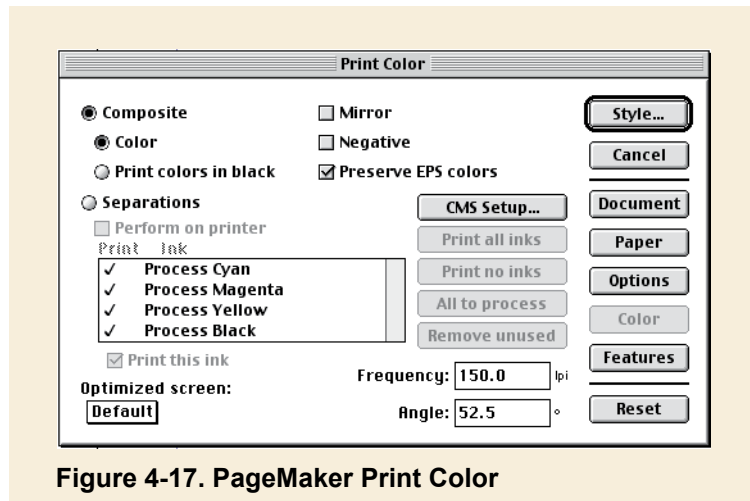 Print Color
Composite
Color
Print colors in black
Mirror
Negative
Preserve EPS colors
Separations
Perform on printer
Print Ink
✓ Process Cyan
✓ Process Magenta
✓ Process Yellow
✓ Process Black
Print this ink
Optimized screen:
Default
CMS Setup...
Print all inks
Print no inks
All to process
Remove unused
Frequency: 150.0 lpi
Angle: 52.5 °
Style...
Cancel
Document
Paper
Options
Color
Features
Reset
Figure 4-17. PageMaker Print Color